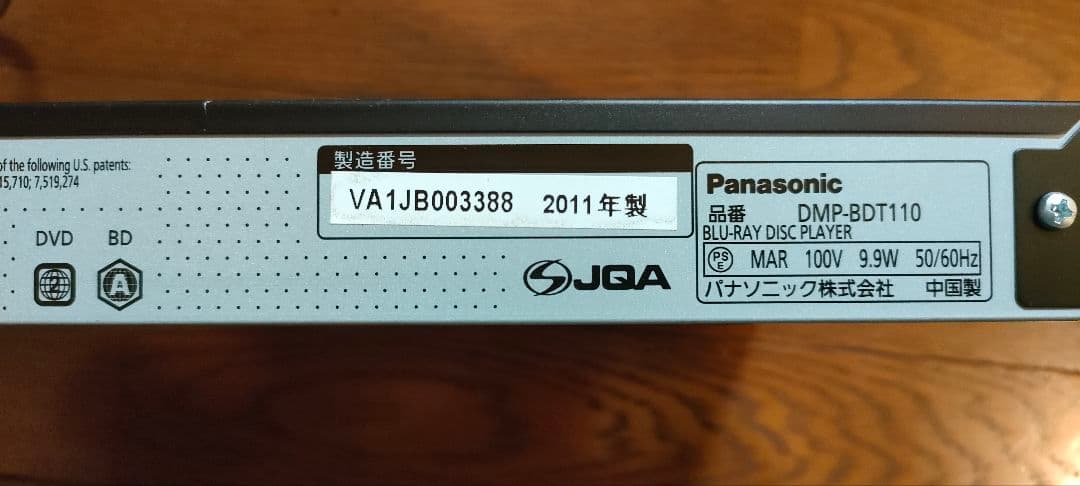 of the following U.S. patents:
15,710; 7,519,274
DVD BD
2 A
製造番号
VA1JB003388 2011年製
JQA
Panasonic
品番 DMP-BDT110
BLU-RAY DISC PLAYER
PSE MAR 100V 9.9W 50/60Hz
パナソニック株式会社 中国製